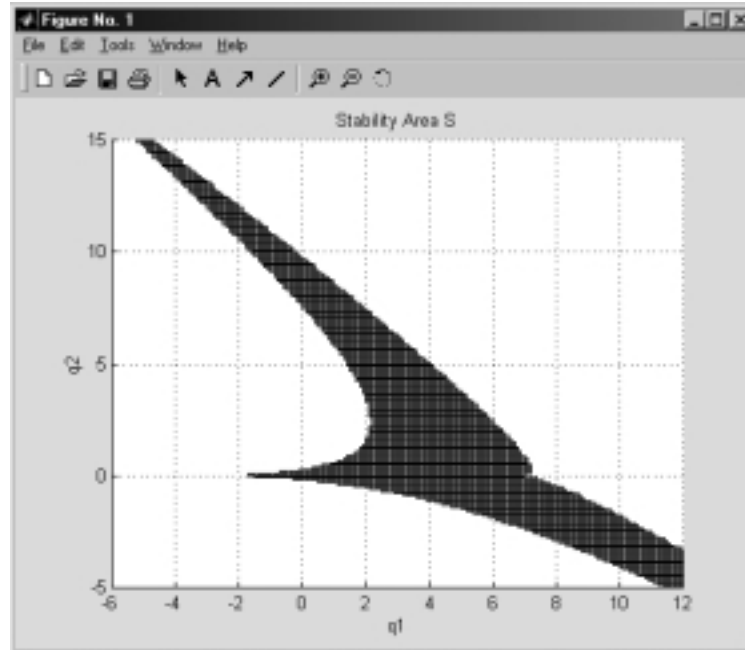 Figure No. 1
File Edit Tools Window Help
A
Stability Area S
15
10
5
0
-5
q2
-6 -4 -2 0 2 4 6 8 10 12
q1